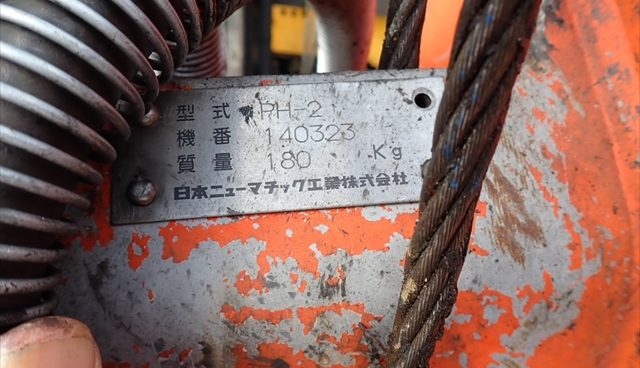 型式 PH-2
機番 140323
質量 180 Kg
日本ニューマチック工業株式会社